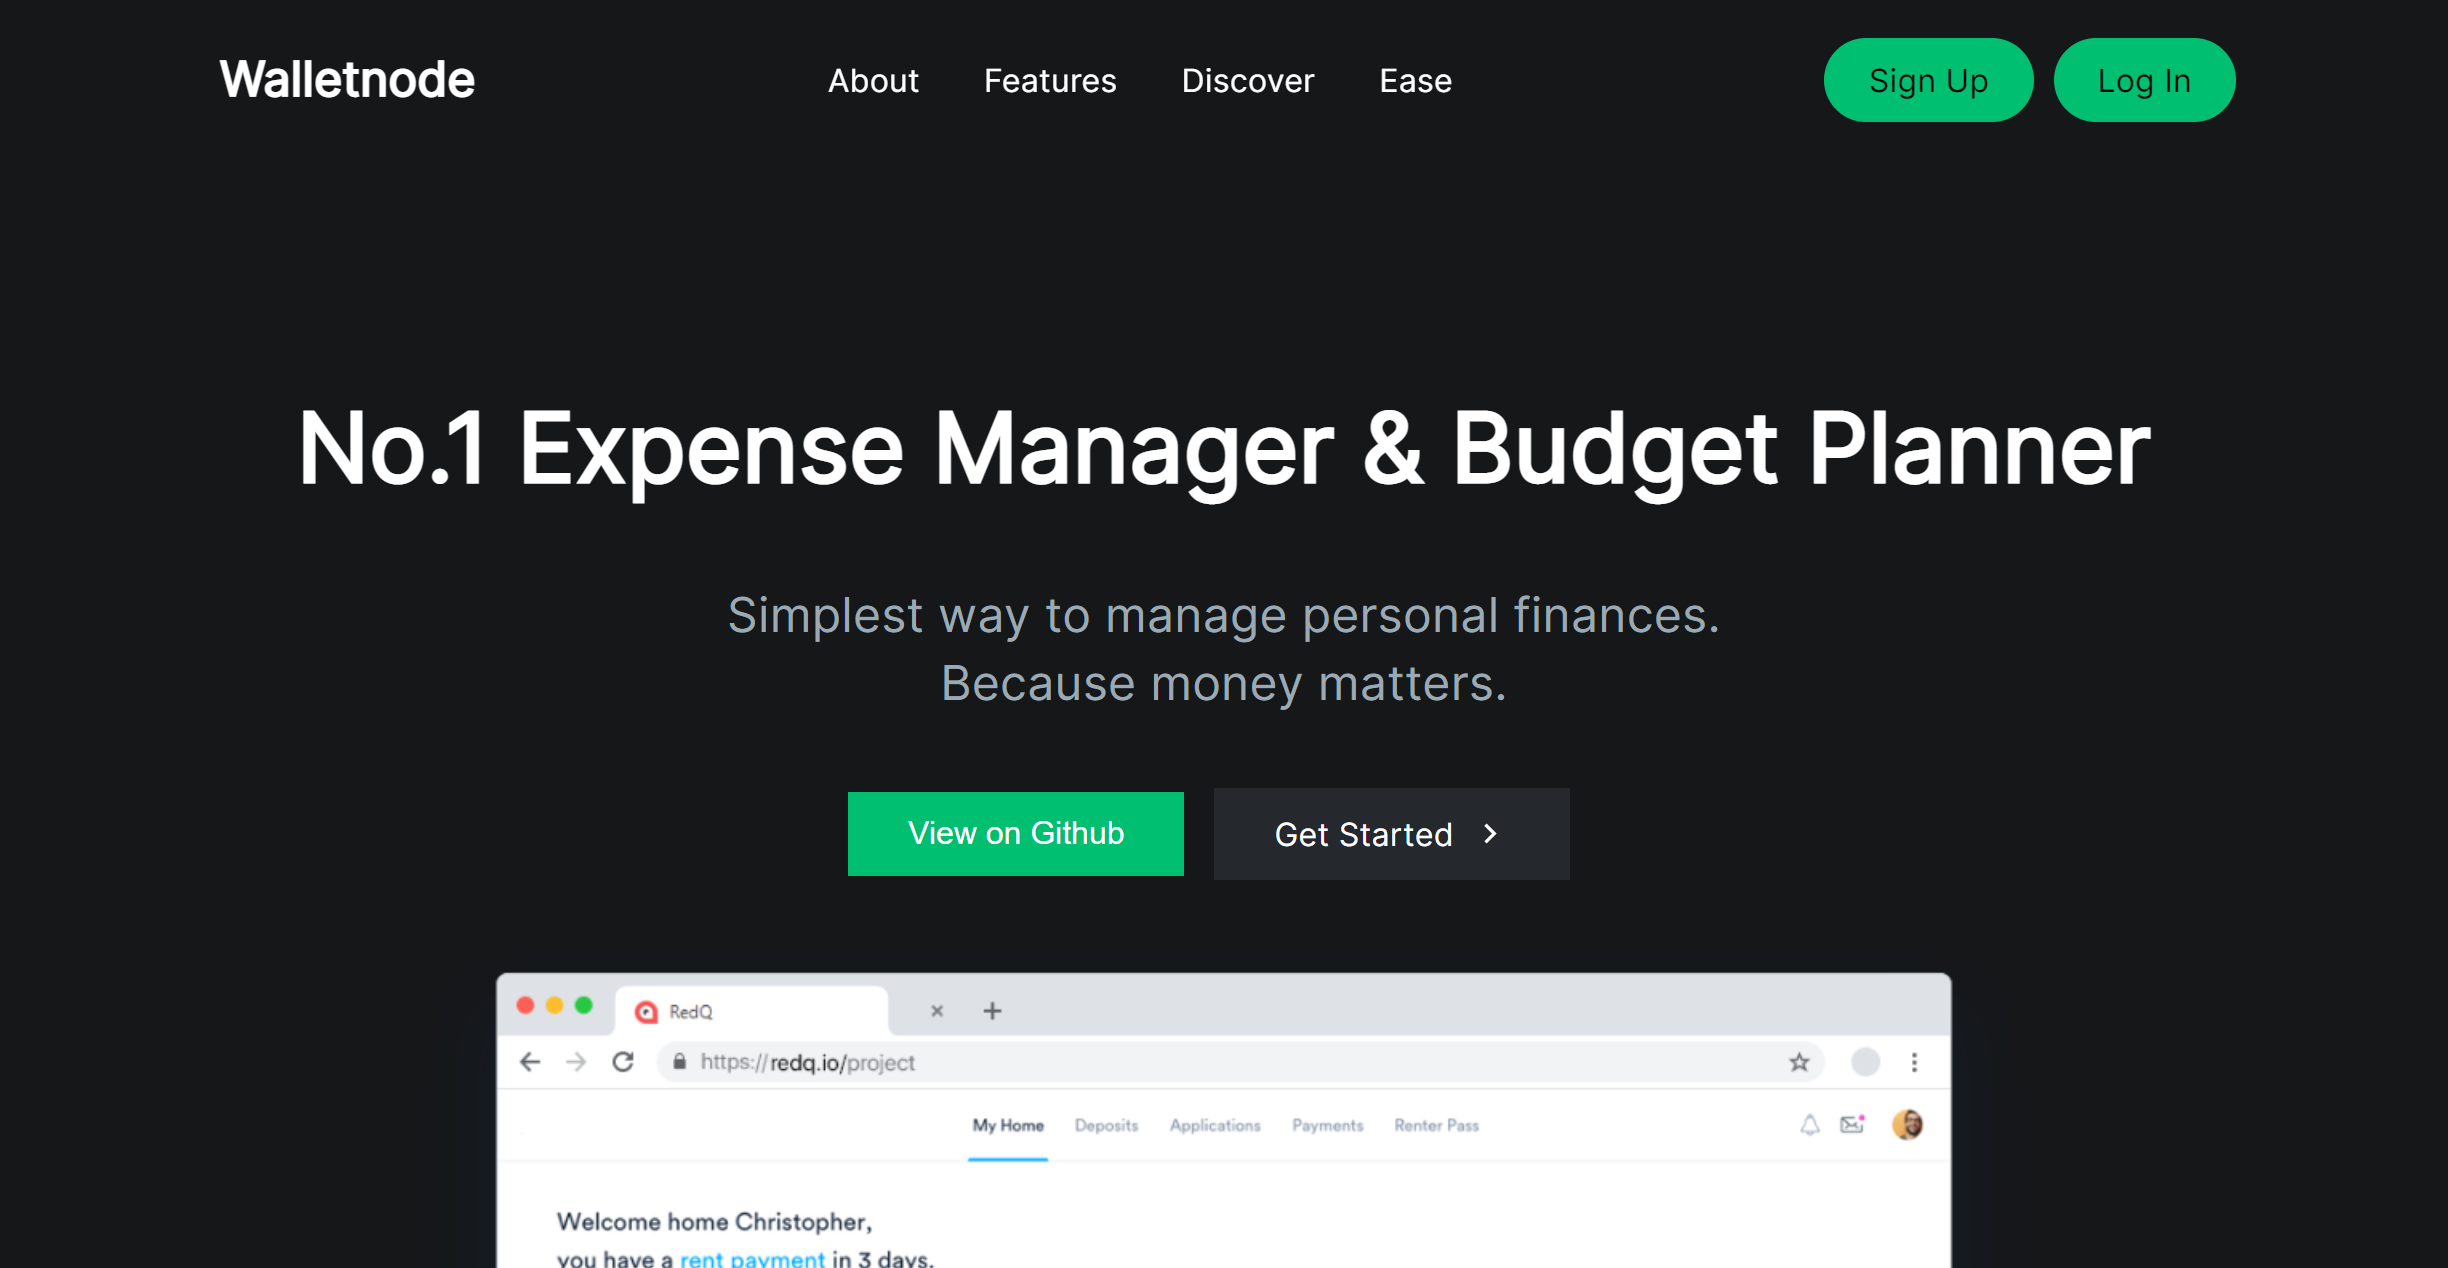 Walletnode
About Features Discover Ease
Sign Up Log In
No.1 Expense Manager & Budget Planner
Simplest way to manage personal finances.
Because money matters.
View on Github
Get Started
RedQ
https://redq.io/project
My Home Deposits Applications Payments Renter Pass
Welcome home Christopher,
you have a rent payment in 3 days.